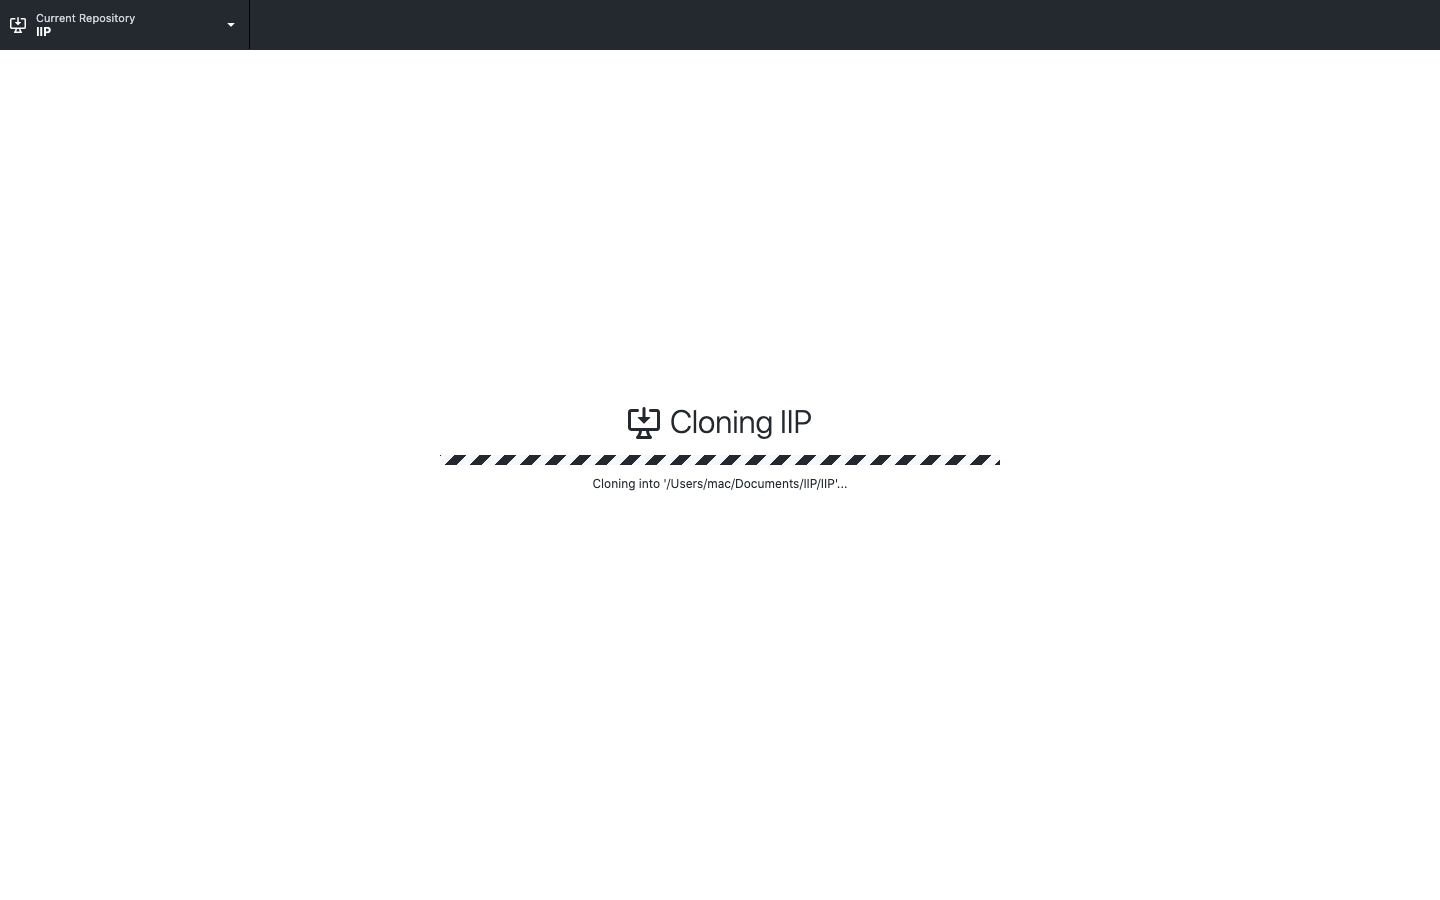 Current Repository
IIP
Cloning IIP
Cloning into '/Users/mac/Documents/IIP/IIP'...